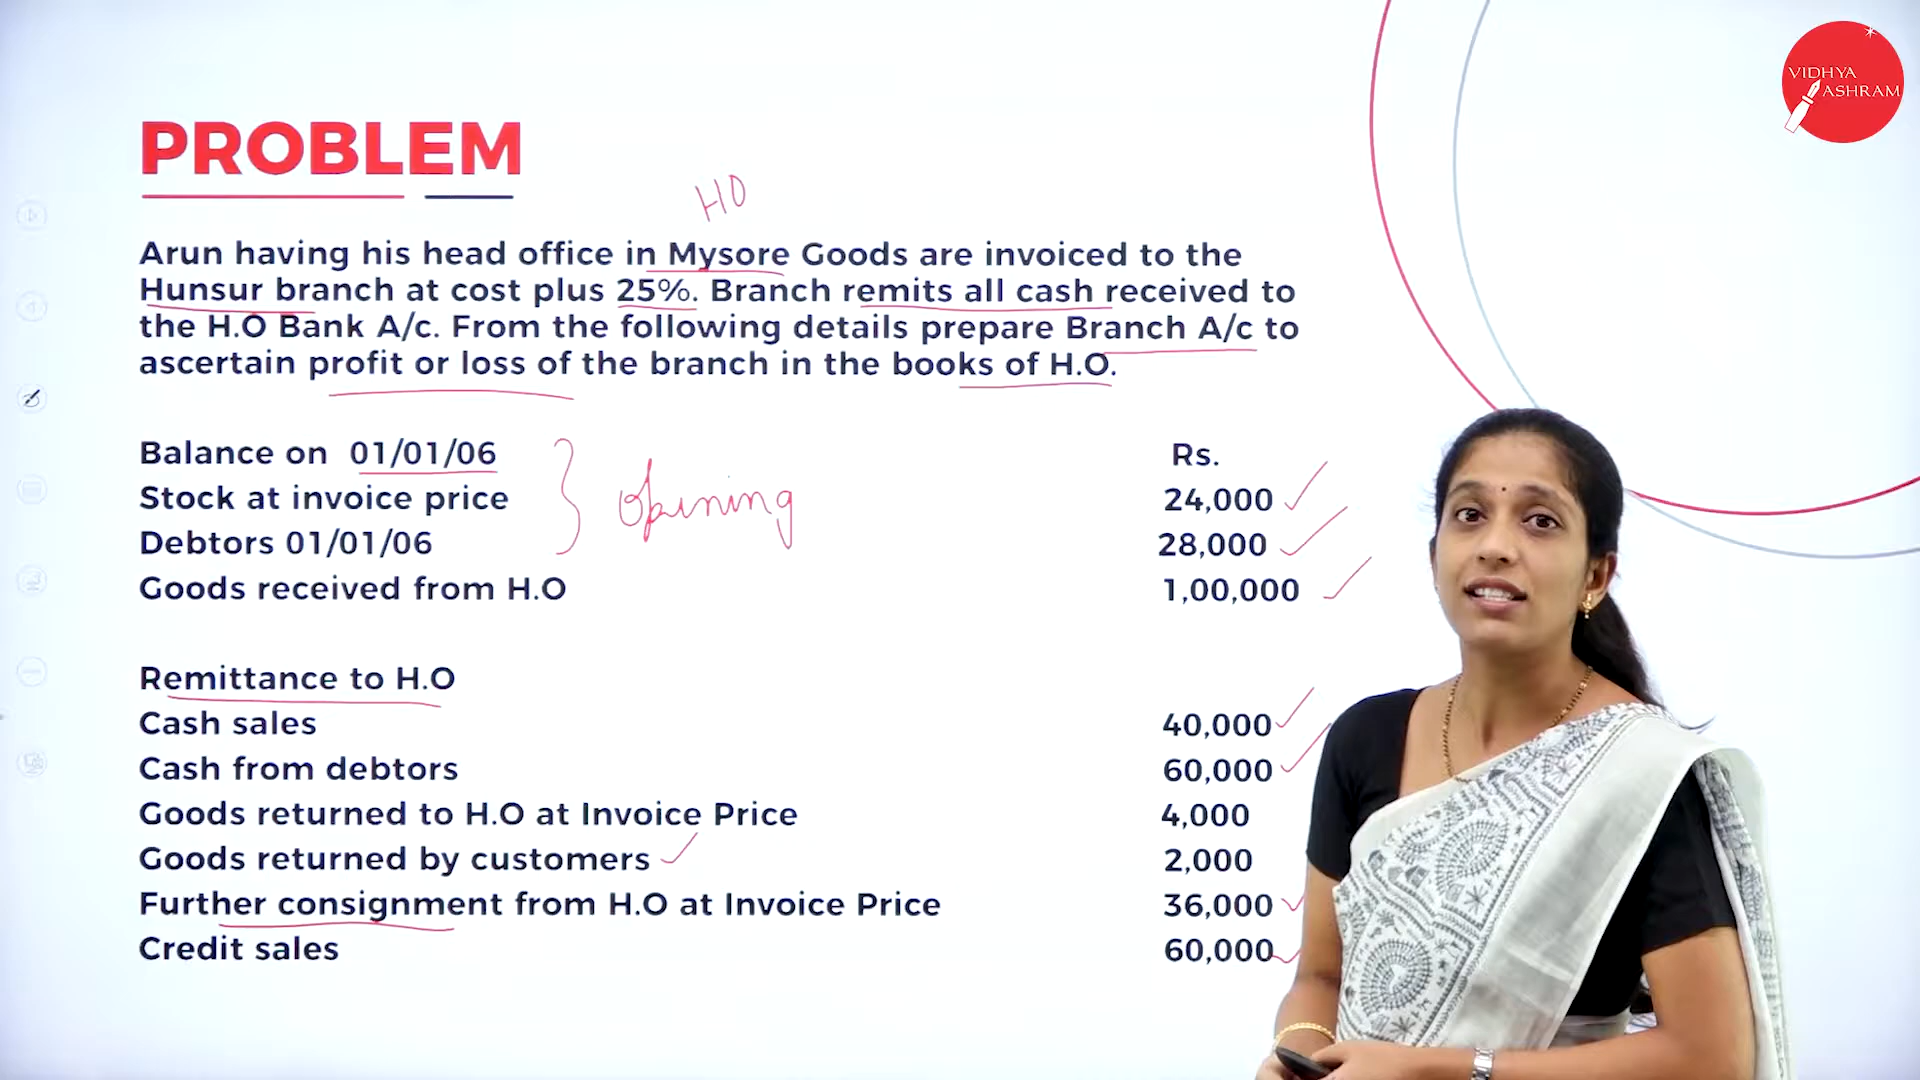 VIDHYA
ASHRAM
PROBLEM
HO
Arun having his head office in Mysore Goods are invoiced to the
Hunsur branch at cost plus 25%. Branch remits all cash received to
the H.O Bank A/c. From the following details prepare Branch A/c to
ascertain profit or loss of the branch in the books of H.O.
Balance on 01/01/06 Rs.
Stock at invoice price 24,000
Opening
Debtors 01/01/06 28,000
Goods received from H.O 1,00,000
Remittance to H.O
Cash sales 40,000
Cash from debtors 60,000
Goods returned to H.O at Invoice Price 4,000
Goods returned by customers 2,000
Further consignment from H.O at Invoice Price 36,000
Credit sales 60,000